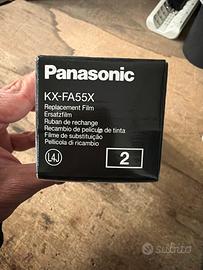 Panasonic
KX-FA55X
Replacement Film
Ersatzfilm
Ruban de rechange
Recambio de película de tinta
Filme de substituição
Pellicola di ricambio
L4J
2
subito